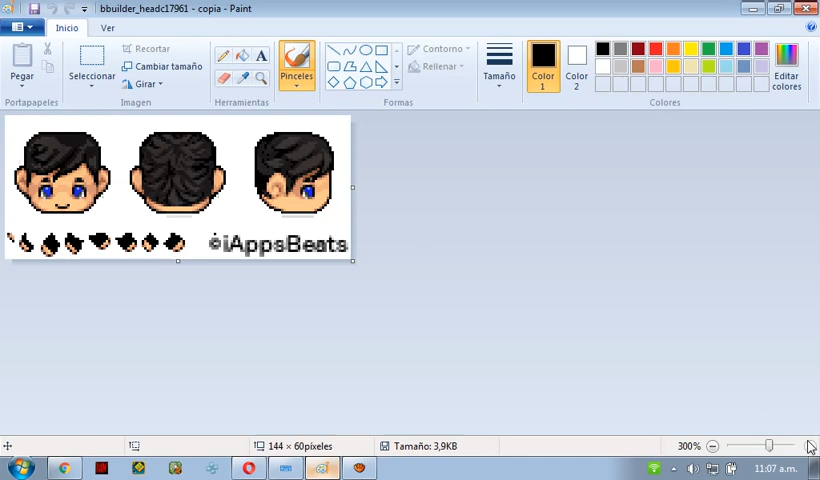 bbuilder_headc17961 - copia - Paint
Inicio Ver
Pegar
Portapapeles
Seleccionar
Recortar
Cambiar tamaño
Girar
Imagen
A
Herramientas
Pinceles
Contorno
Rellenar
Formas
Tamaño
Color 1
Color 2
Editar colores
Colores
©iAppsBeats
144 × 60píxeles
Tamaño: 3,9KB
300%
11:07 a.m.